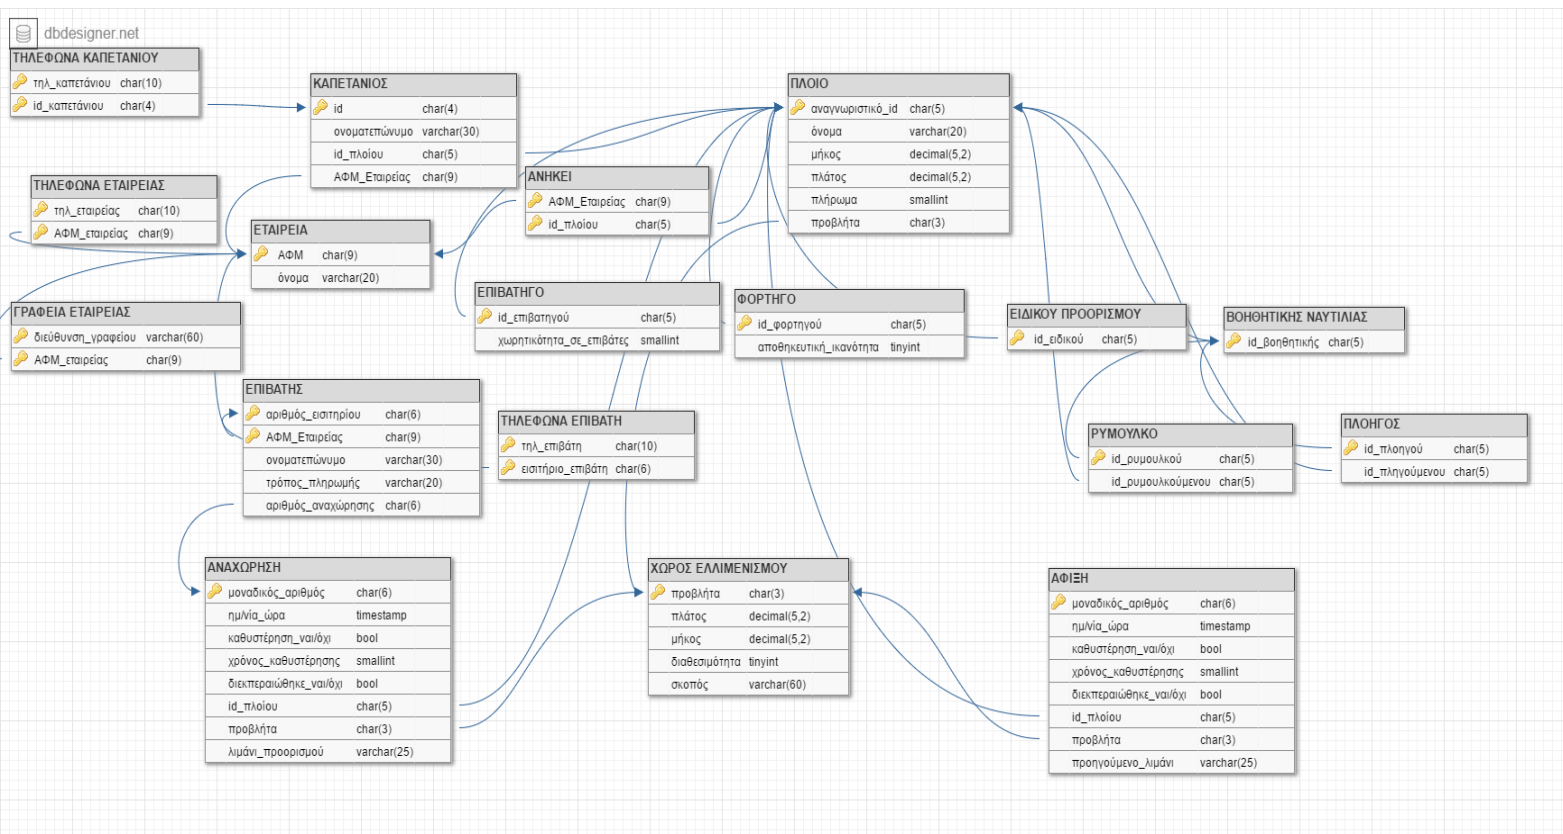 dbdesigner.net
ΤΗΛΕΦΩΝΑ ΚΑΠΕΤΑΝΙΟΥ
τηλ_καπετάνιου char(10)
id_καπετάνιου char(4)
ΚΑΠΕΤΑΝΙΟΣ
id char(4)
ονοματεπώνυμο varchar(30)
id_πλοίου char(5)
ΑΦΜ_Εταιρείας char(9)
ΠΛΟΙΟ
αναγνωριστικό_id char(5)
όνομα varchar(20)
μήκος decimal(5,2)
πλάτος decimal(5,2)
πλήρωμα smallint
προβλήτα char(3)
ΤΗΛΕΦΩΝΑ ΕΤΑΙΡΕΙΑΣ
τηλ_εταιρείας char(10)
ΑΦΜ_εταιρείας char(9)
ΑΝΗΚΕΙ
ΑΦΜ_Εταιρείας char(9)
id_πλοίου char(5)
ΕΤΑΙΡΕΙΑ
ΑΦΜ char(9)
όνομα varchar(20)
ΓΡΑΦΕΙΑ ΕΤΑΙΡΕΙΑΣ
διεύθυνση_γραφείου varchar(60)
ΑΦΜ_εταιρείας char(9)
ΕΠΙΒΑΤΗΓΟ
id_επιβατηγού char(5)
χωρητικότητα_σε_επιβάτες smallint
ΦΟΡΤΗΓΟ
id_φορτηγού char(5)
αποθηκευτική_ικανότητα tinyint
ΕΙΔΙΚΟΥ ΠΡΟΟΡΙΣΜΟΥ
id_ειδικού char(5)
ΒΟΗΘΗΤΙΚΗΣ ΝΑΥΤΙΛΙΑΣ
id_βοηθητικής char(5)
ΕΠΙΒΑΤΗΣ
αριθμός_εισιτηρίου char(6)
ΑΦΜ_Εταιρείας char(9)
ονοματεπώνυμο varchar(30)
τρόπος_πληρωμής varchar(20)
αριθμός_αναχώρησης char(6)
ΤΗΛΕΦΩΝΑ ΕΠΙΒΑΤΗ
τηλ_επιβάτη char(10)
εισιτήριο_επιβάτη char(6)
ΡΥΜΟΥΛΚΟ
id_ρυμουλκού char(5)
id_ρυμουλκούμενου char(5)
ΠΛΟΗΓΟΣ
id_πλοηγού char(5)
id_πληγούμενου char(5)
ΑΝΑΧΩΡΗΣΗ
μοναδικός_αριθμός char(6)
ημ/νία_ώρα timestamp
καθυστέρηση_ναι/όχι bool
χρόνος_καθυστέρησης smallint
διεκπεραιώθηκε_ναι/όχι bool
id_πλοίου char(5)
προβλήτα char(3)
λιμάνι_προορισμού varchar(25)
ΧΩΡΟΣ ΕΛΛΙΜΕΝΙΣΜΟΥ
προβλήτα char(3)
πλάτος decimal(5,2)
μήκος decimal(5,2)
διαθεσιμότητα tinyint
σκοπός varchar(60)
ΑΦΙΞΗ
μοναδικός_αριθμός char(6)
ημ/νία_ώρα timestamp
καθυστέρηση_ναι/όχι bool
χρόνος_καθυστέρησης smallint
διεκπεραιώθηκε_ναι/όχι bool
id_πλοίου char(5)
προβλήτα char(3)
προηγούμενο_λιμάνι varchar(25)